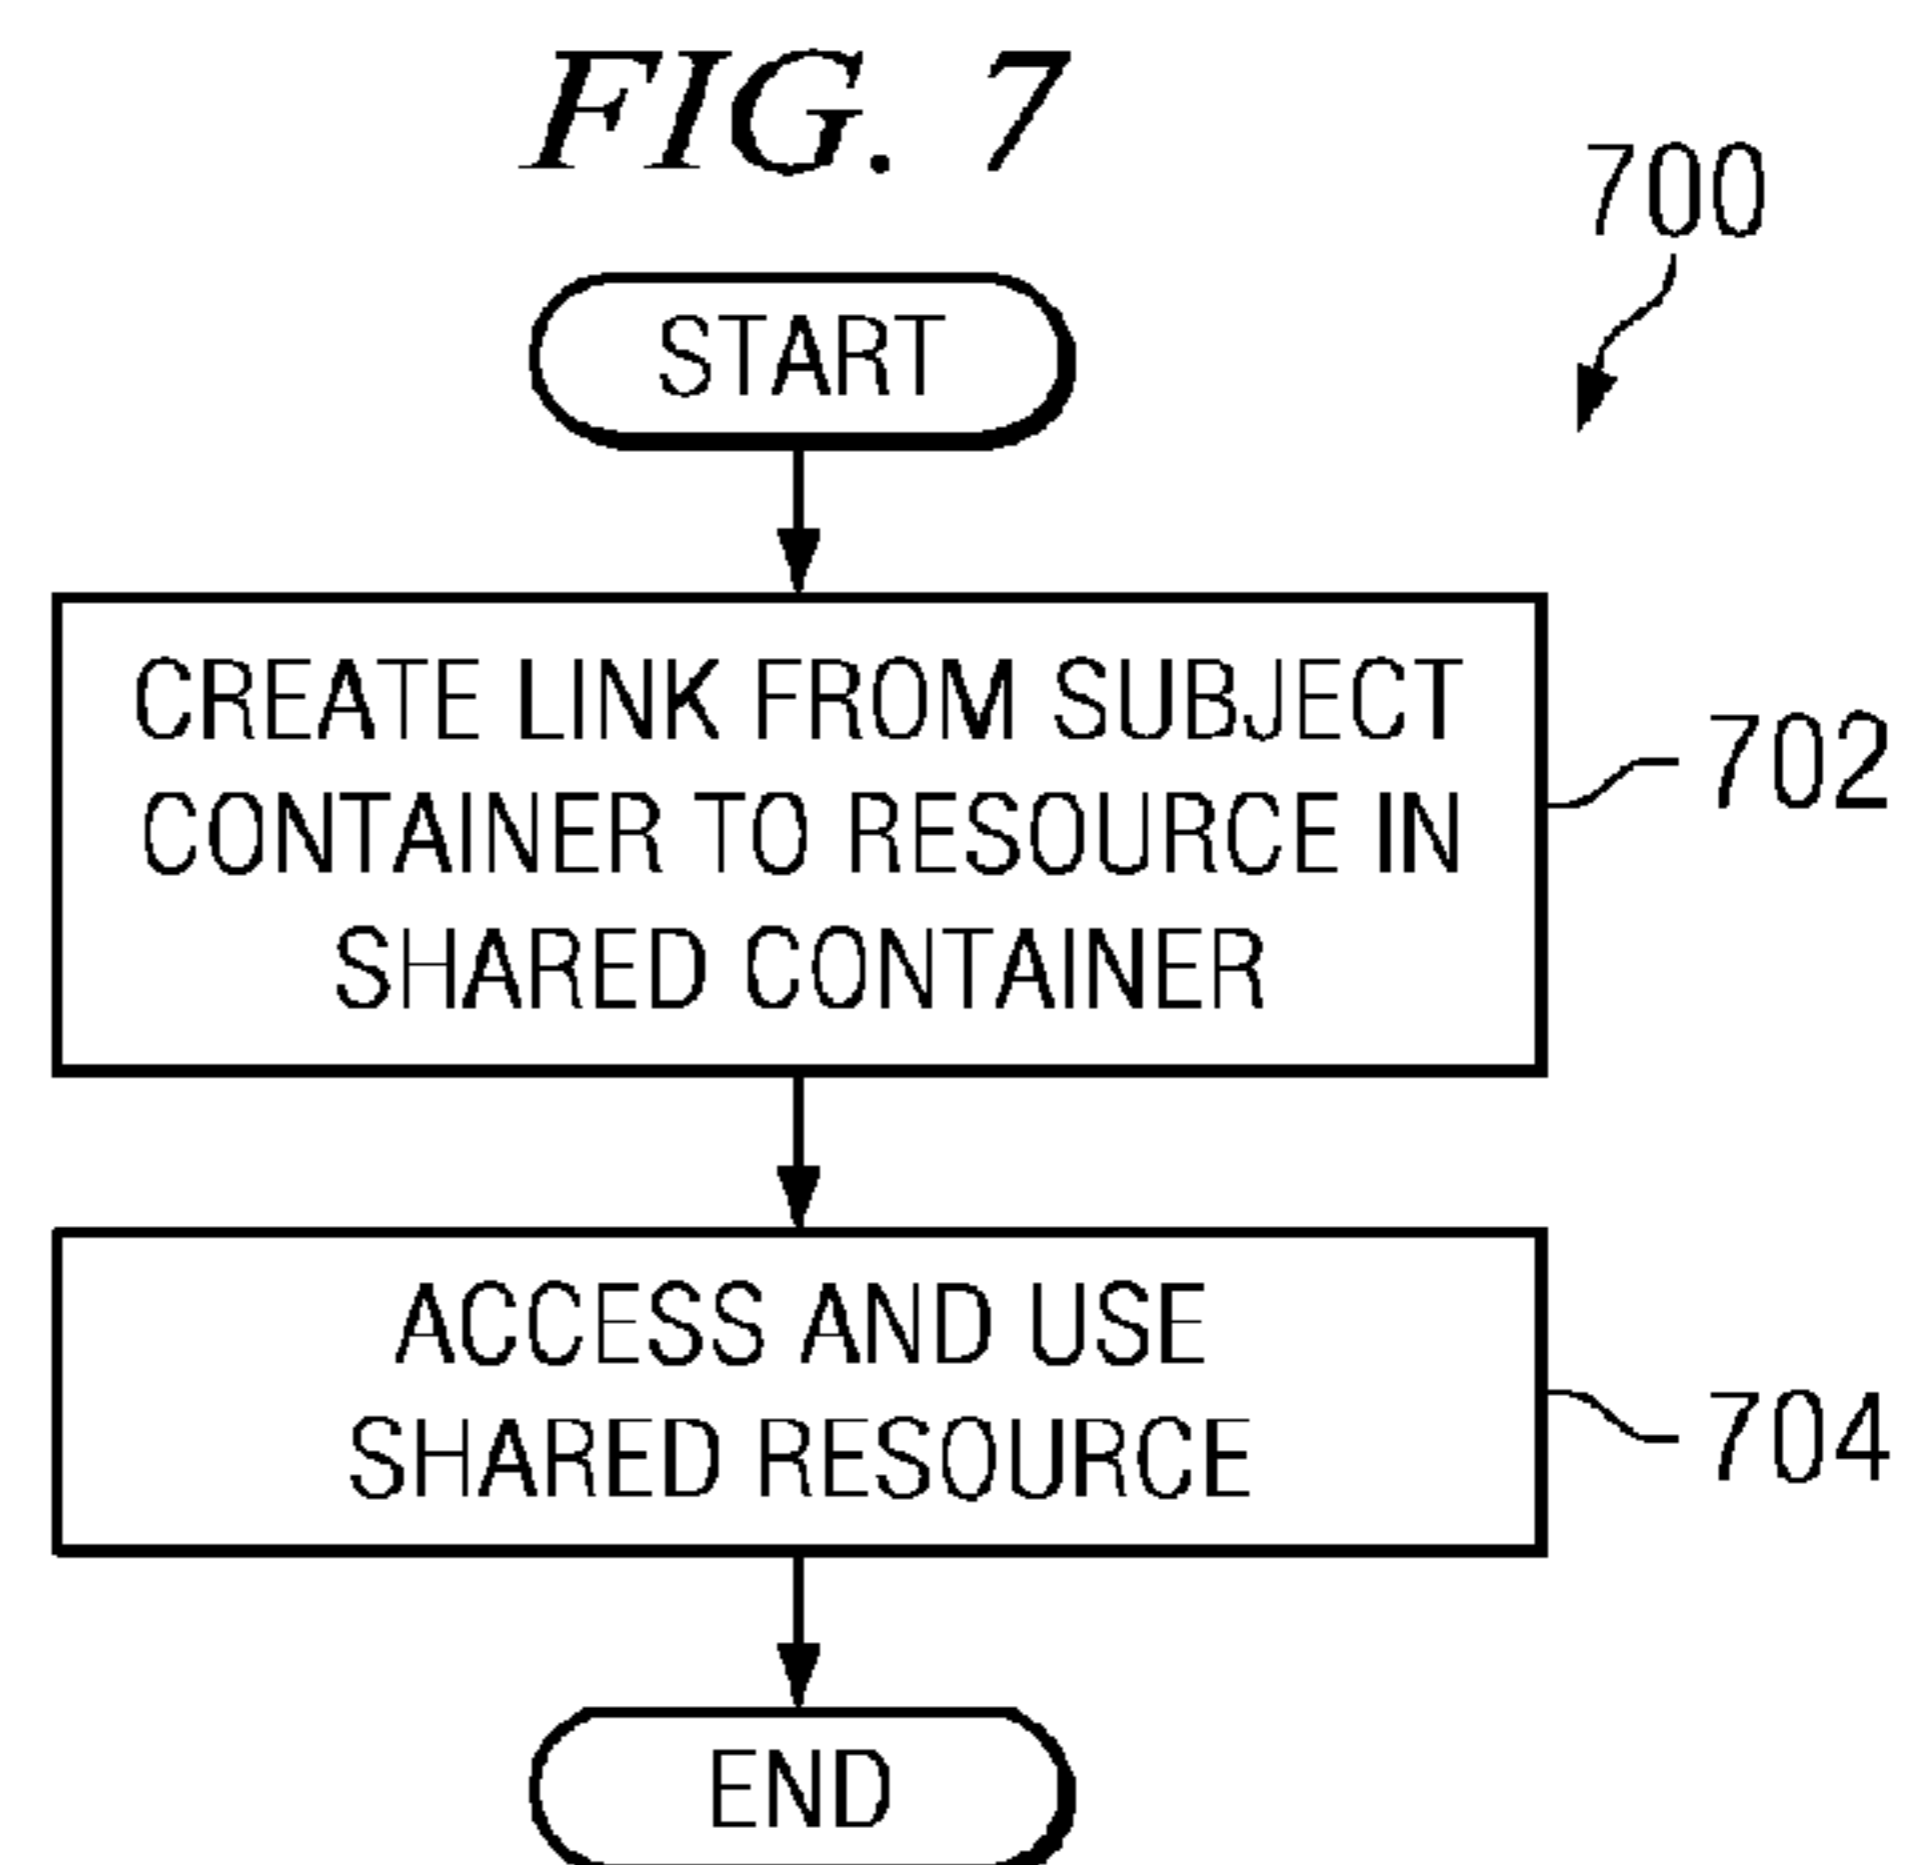 FIG. 7
700
START
CREATE LINK FROM SUBJECT
CONTAINER TO RESOURCE IN
SHARED CONTAINER
702
ACCESS AND USE
SHARED RESOURCE
704
END